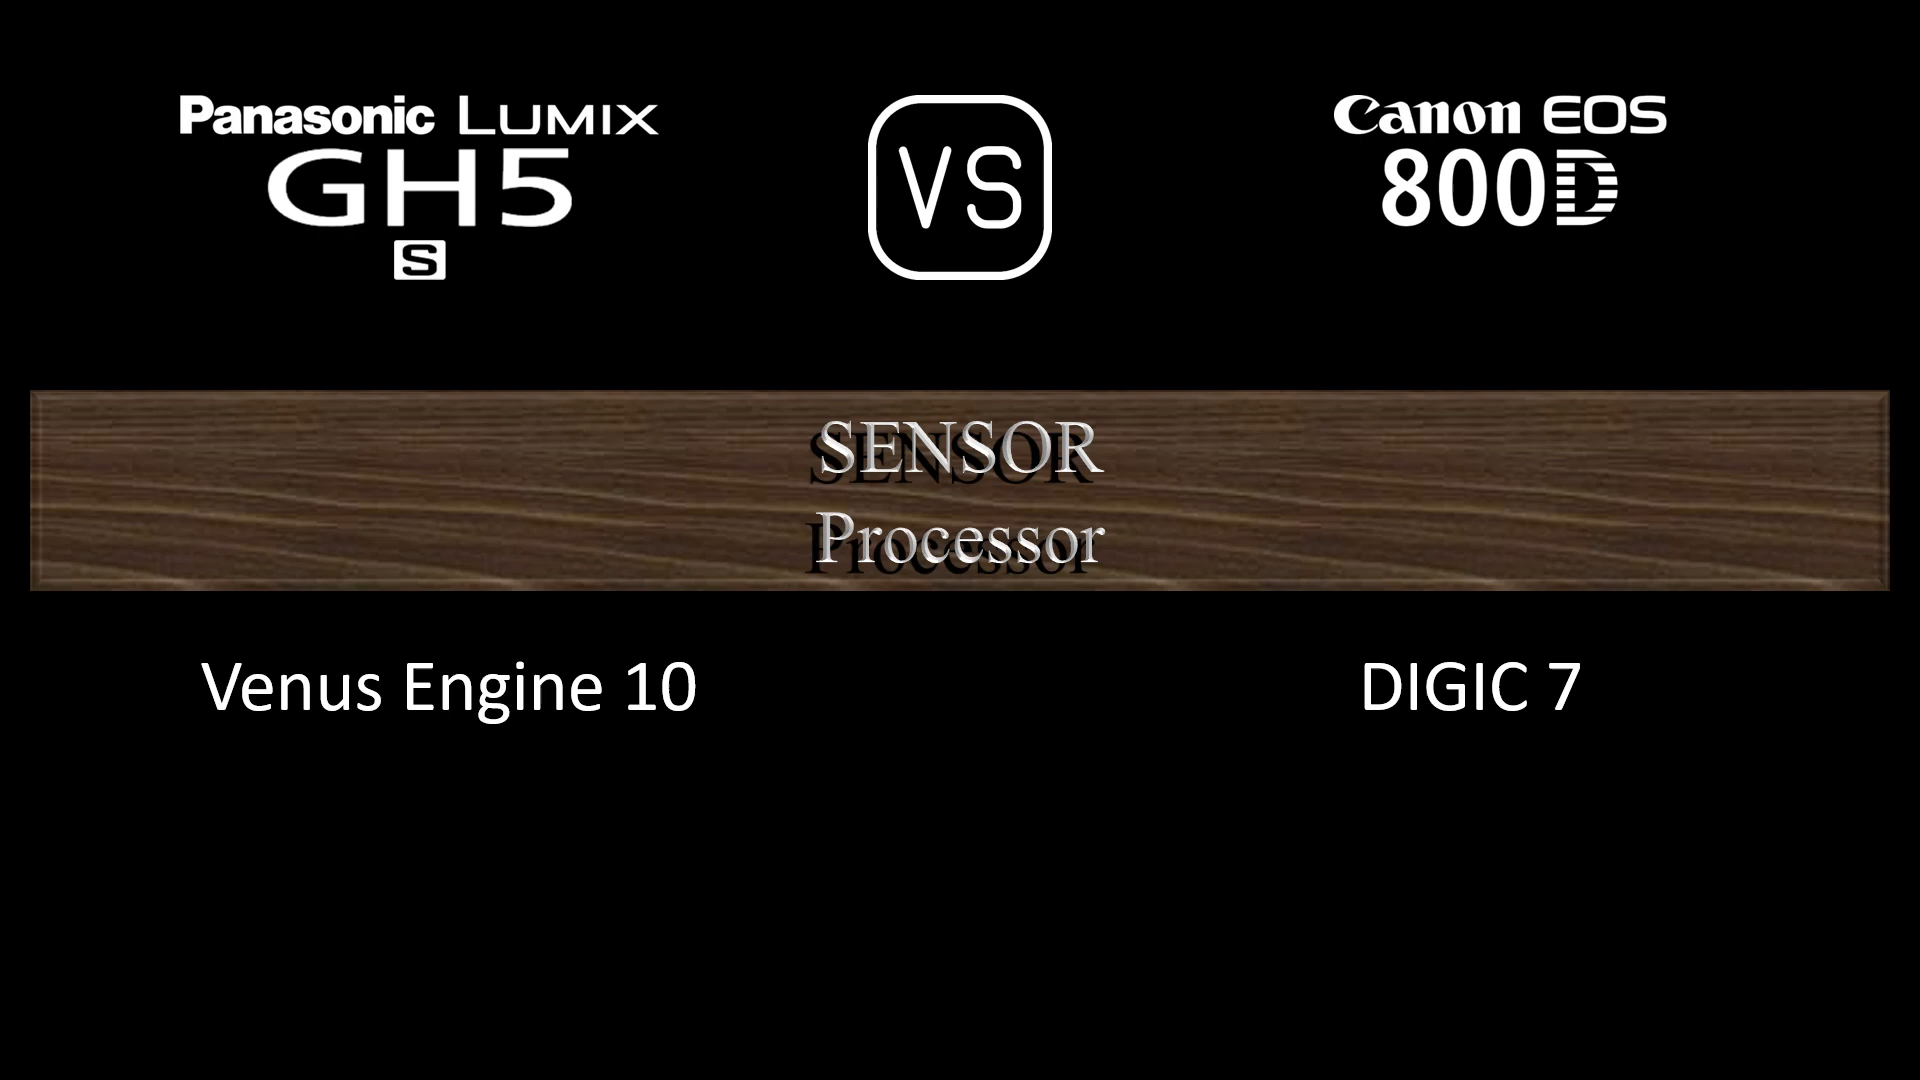 Panasonic LUMIX
GH5
S
VS
Canon EOS
800D
SENSOR
Processor
Venus Engine 10
DIGIC 7